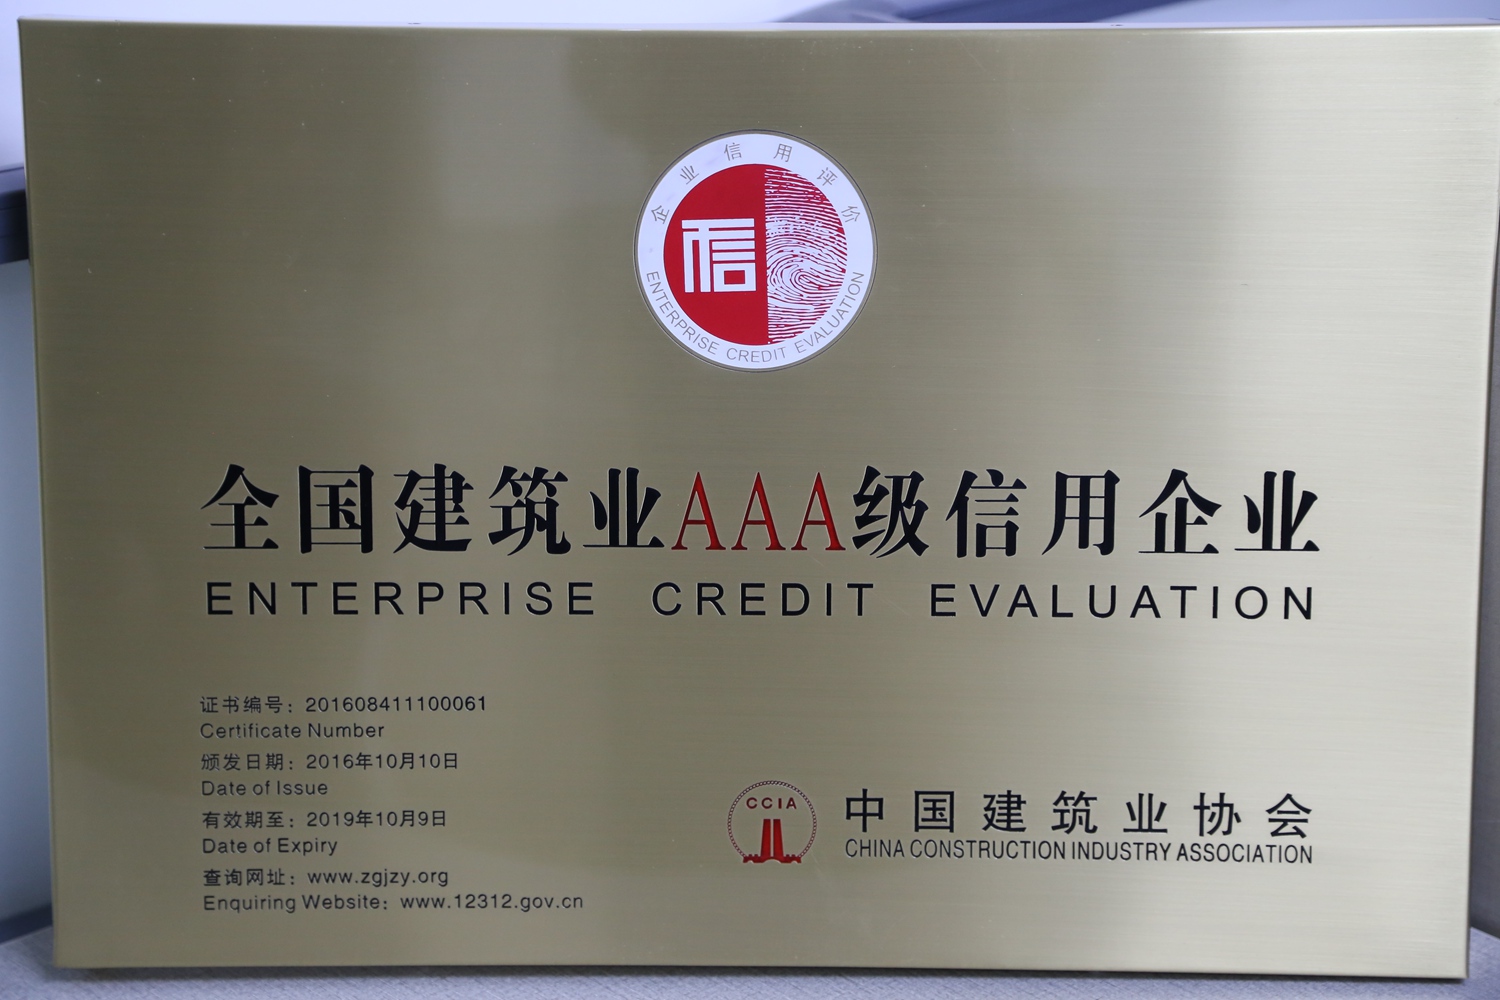 企业信用评价
信
ENTERPRISE CREDIT EVALUATION
全国建筑业AAA级信用企业
ENTERPRISE CREDIT EVALUATION
证书编号：201608411100061
Certificate Number
颁发日期：2016年10月10日
Date of Issue
有效期至：2019年10月9日
Date of Expiry
查询网址：www.zgjzy.org
Enquiring Website：www.12312.gov.cn
CCIA
中国建筑业协会
CHINA CONSTRUCTION INDUSTRY ASSOCIATION